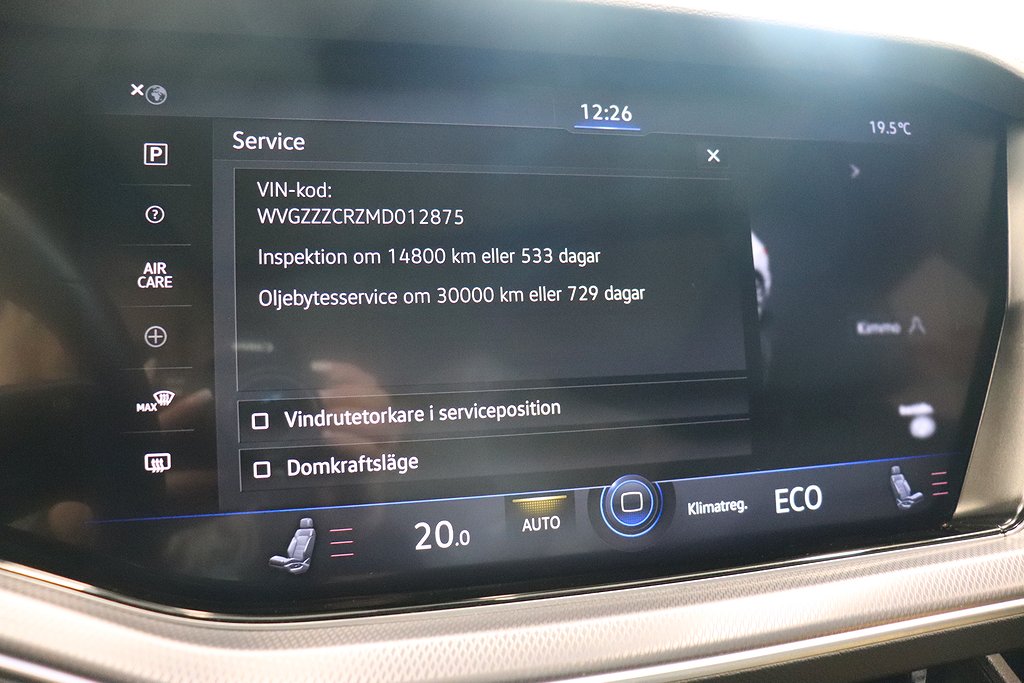 12:26
19.5°C
Service
P
VIN-kod:
WVGZZZCRZMD012875
Inspektion om 14800 km eller 533 dagar
Oljebytesservice om 30000 km eller 729 dagar
AIR
CARE
Kimmo
MAX
Vindrutetorkare i serviceposition
Domkraftsläge
20.0
AUTO
Klimatreg.
ECO